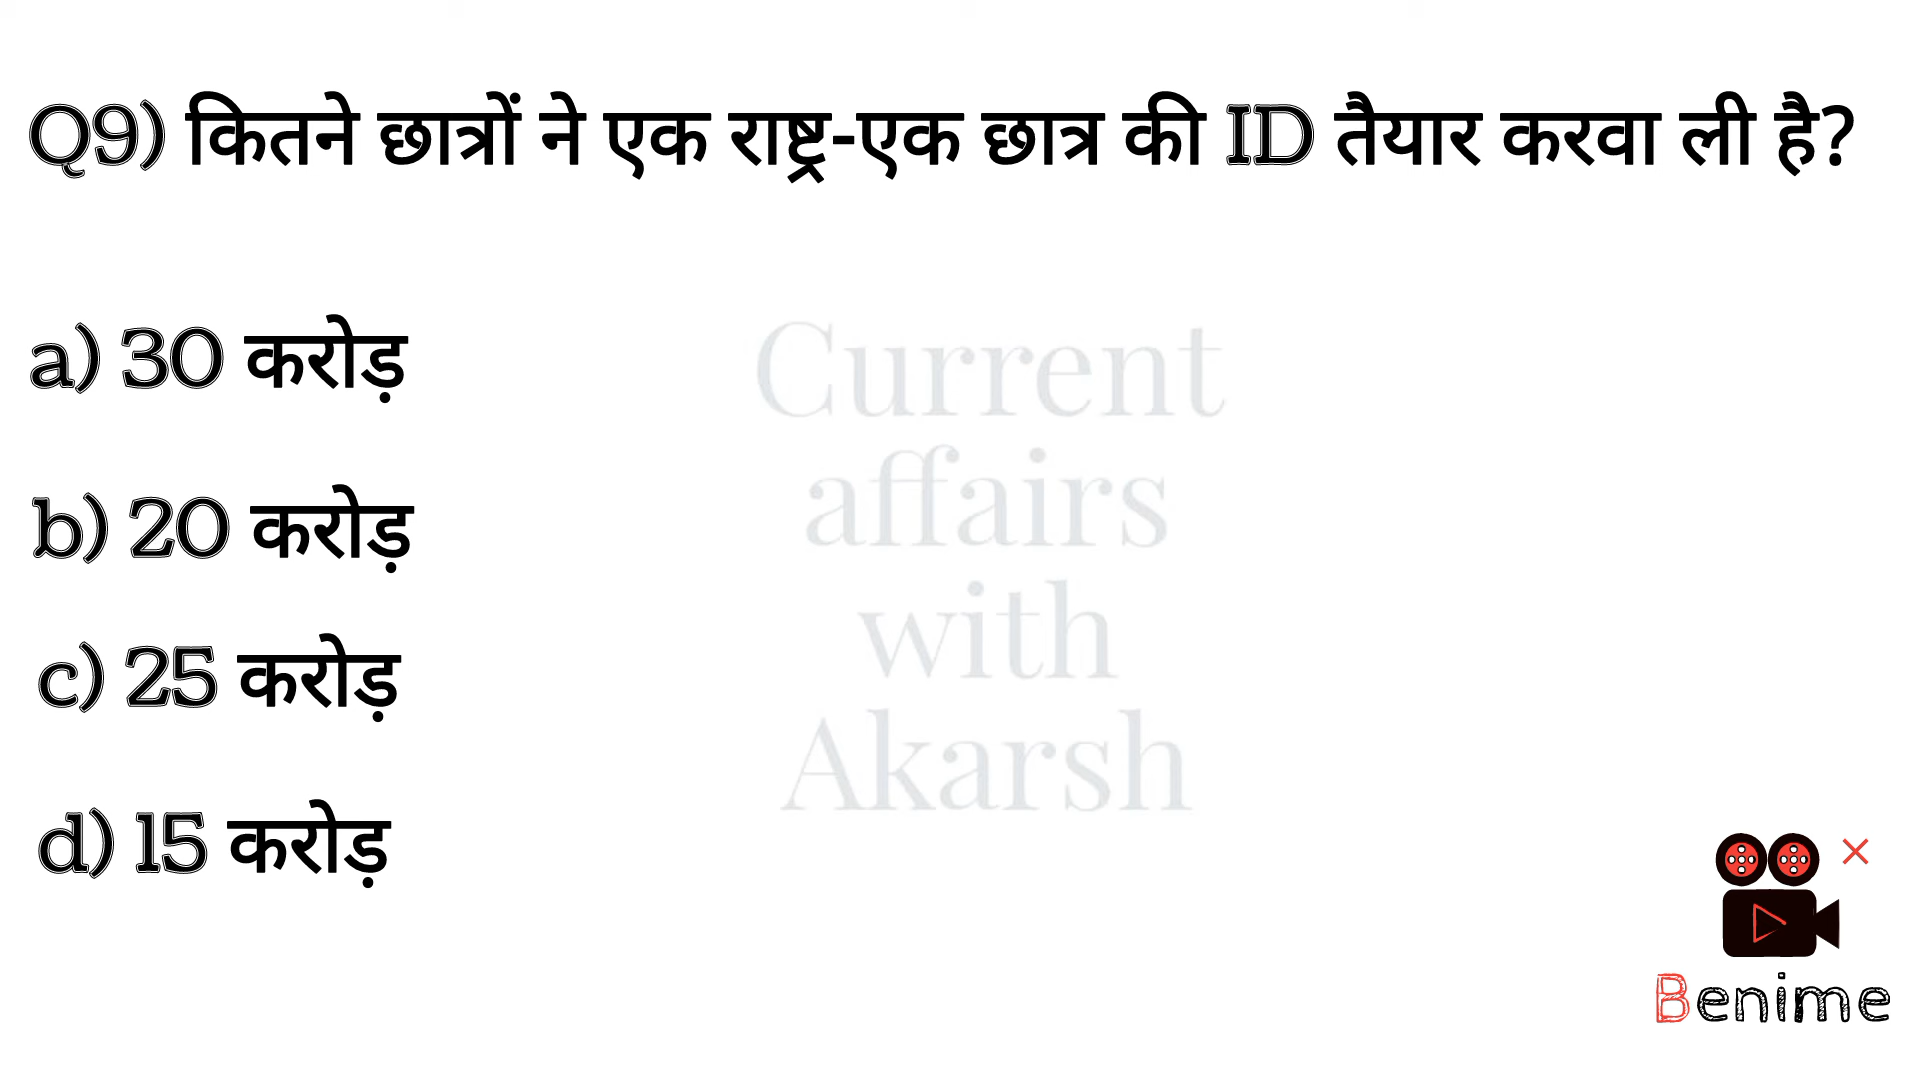 Q9) कितने छात्रों ने एक राष्ट्र-एक छात्र की ID तैयार करवा ली है?
a) 30 करोड़
b) 20 करोड़
c) 25 करोड़
d) 15 करोड़
Current
affairs
with
Akarsh
Benime